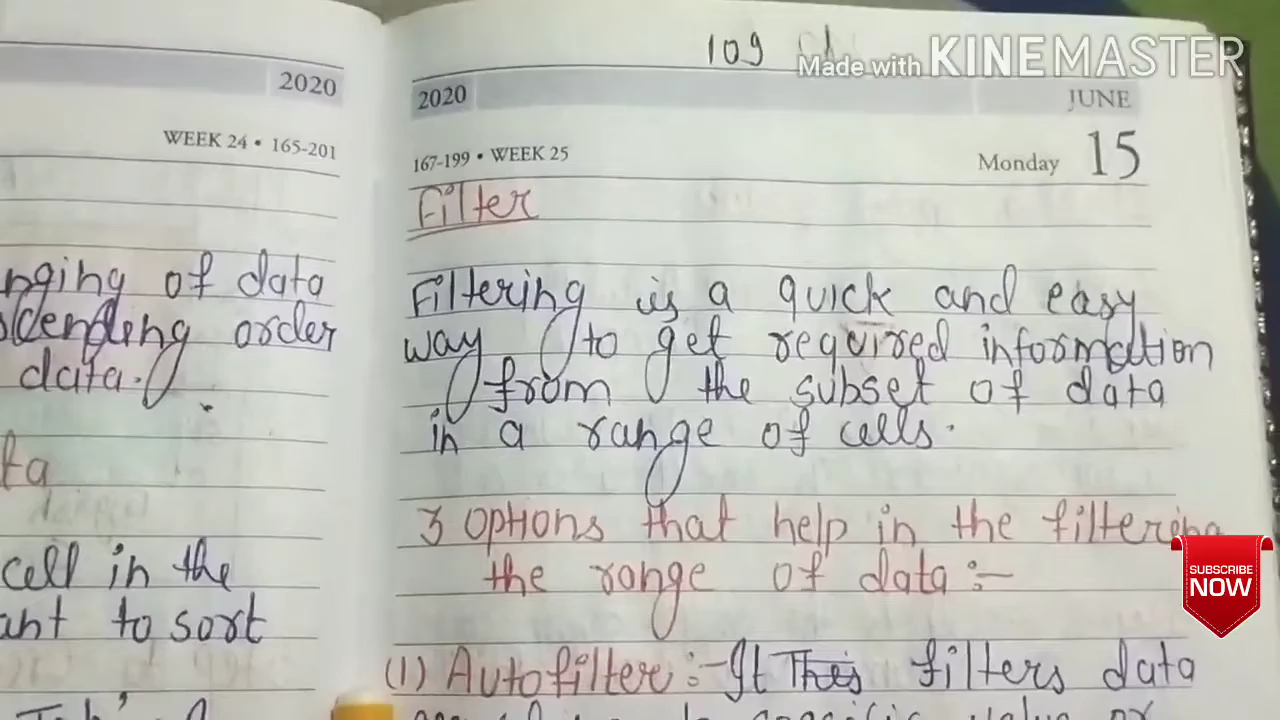 109
Made with KINEMASTER
2020
WEEK 24 • 165-201
nging of data
order
data.
ta
cell in the
ant to sort
2020
JUNE
167-199 • WEEK 25
Monday 15
Filter
Filtering is a quick and easy
way to get required information
from the subset of data
in a range of cells.
3 options that help in the filtering
the range of data :-
(1) Autofilter :- It This filters data
SUBSCRIBE
NOW